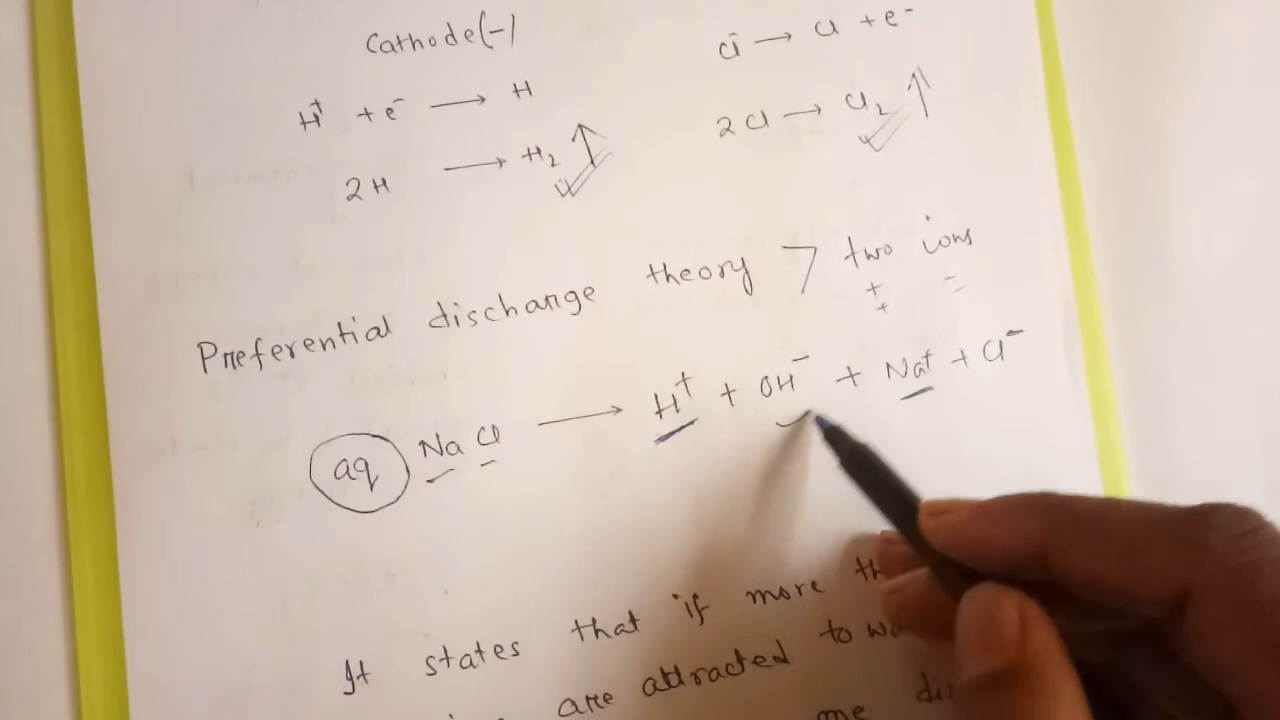 Cathode(-)
Cl⁻ → Cl + e⁻
H⁺ + e⁻ → H
2Cl → Cl₂ ↑
2H → H₂ ↑
Preferential discharge theory > two ions
+ -
+ -
aq NaCl → H⁺ + OH⁻ + Na⁺ + Cl⁻
It states that if more
are attracted to
me